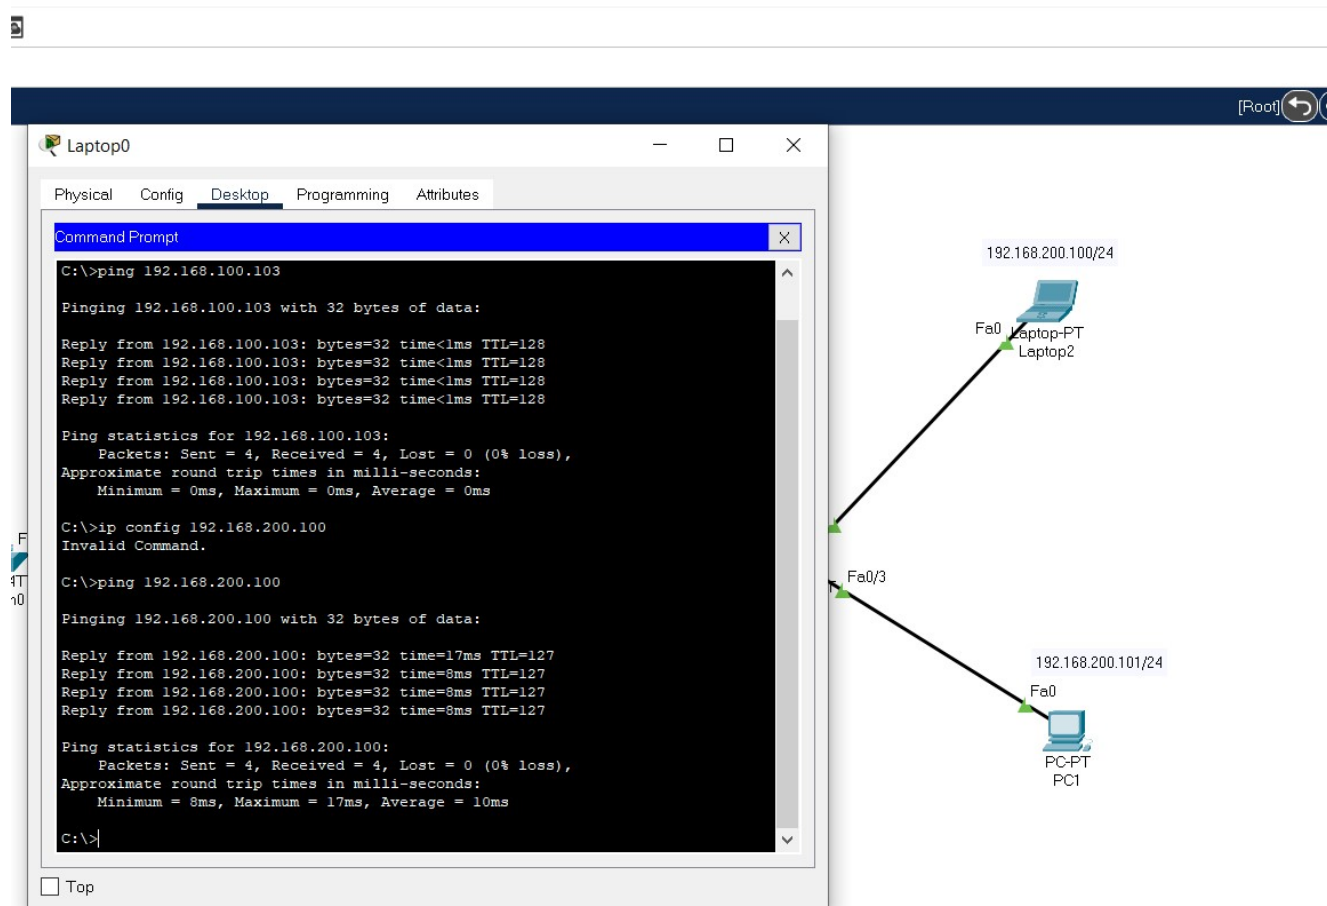 [Root]
Laptop0
Physical Config Desktop Programming Attributes
Command Prompt X
C:\>ping 192.168.100.103
Pinging 192.168.100.103 with 32 bytes of data:
Reply from 192.168.100.103: bytes=32 time<1ms TTL=128
Reply from 192.168.100.103: bytes=32 time<1ms TTL=128
Reply from 192.168.100.103: bytes=32 time<1ms TTL=128
Reply from 192.168.100.103: bytes=32 time<1ms TTL=128
Ping statistics for 192.168.100.103:
Packets: Sent = 4, Received = 4, Lost = 0 (0% loss),
Approximate round trip times in milli-seconds:
Minimum = 0ms, Maximum = 0ms, Average = 0ms
C:\>ip config 192.168.200.100
Invalid Command.
C:\>ping 192.168.200.100
Pinging 192.168.200.100 with 32 bytes of data:
Reply from 192.168.200.100: bytes=32 time=17ms TTL=127
Reply from 192.168.200.100: bytes=32 time=8ms TTL=127
Reply from 192.168.200.100: bytes=32 time=8ms TTL=127
Reply from 192.168.200.100: bytes=32 time=8ms TTL=127
Ping statistics for 192.168.200.100:
Packets: Sent = 4, Received = 4, Lost = 0 (0% loss),
Approximate round trip times in milli-seconds:
Minimum = 8ms, Maximum = 17ms, Average = 10ms
C:\>
Top
192.168.200.100/24
Fa0
Laptop-PT
Laptop2
Fa0/3
192.168.200.101/24
Fa0
PC-PT
PC1